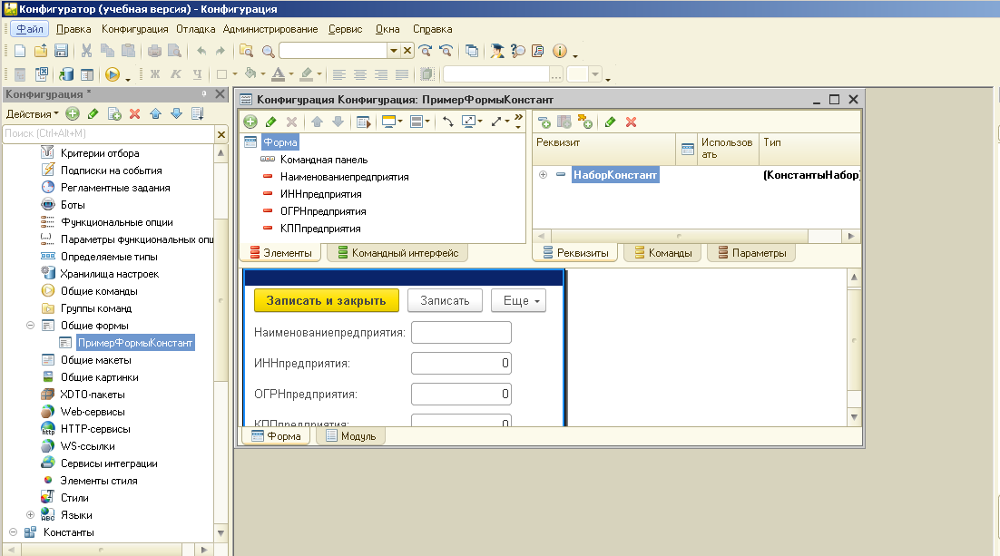 Конфигуратор (учебная версия) - Конфигурация
Файл Правка Конфигурация Отладка Администрирование Сервис Окна Справка
Ж К Ч
Конфигурация *
Действия
Поиск (Ctrl+Alt+M)
Критерии отбора
Подписки на события
Регламентные задания
Боты
Функциональные опции
Параметры функциональных опц
Определяемые типы
Хранилища настроек
Общие команды
Группы команд
Общие формы
ПримерФормыКонстант
Общие макеты
Общие картинки
XDTO-пакеты
Web-сервисы
HTTP-сервисы
WS-ссылки
Сервисы интеграции
Элементы стиля
Стили
Языки
Константы
Конфигурация Конфигурация: ПримерФормыКонстант
Форма
Командная панель
Наименованиепредприятия
ИННпредприятия
ОГРНпредприятия
КПППредприятия
Элементы Командный интерфейс
Реквизит Использов
ать Тип
НаборКонстант (КонстантыНабор)
Реквизиты Команды Параметры
Записать и закрыть Записать Еще
Наименованиепредприятия:
ИННпредприятия: 0
ОГРНпредприятия: 0
КПППредприятия: 0
Форма Модуль